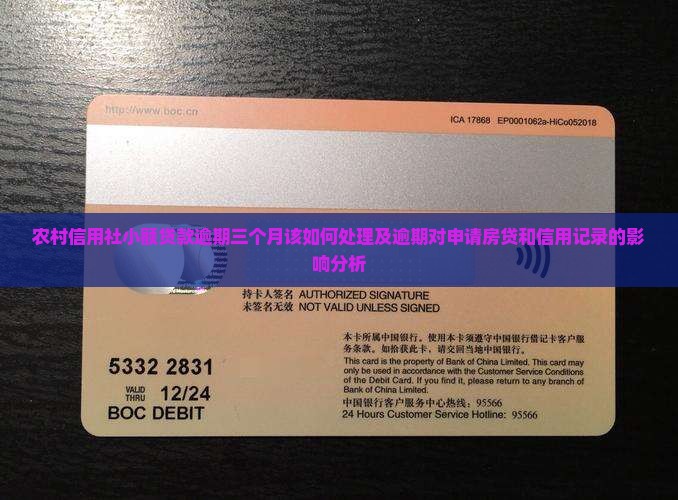 http://www.boc.cn
ICA 17868 EP0001062a-HiCo052018
农村信用社小额贷款逾期三个月该如何处理及逾期对申请房贷和信用记录的影
响分析
持卡人签名 AUTHORIZED SIGNATURE
未签名无效 NOT VALID UNLESS SIGNED
本卡所属中国银行。使用本卡须遵守中国银行借记卡客户服
务条款。如拾获此卡，请交回当地中国银行。
This card is the property of Bank of China Limited. This card may
only be used in accordance with the Customer Service Conditions
of the Debit Card. If you find it, please return to any branch of
Bank of China Limited.
中国银行客户服务中心热线：95566
24 Hours Customer Service Hotline: 95566
5332 2831
VALID
THRU 12/24
BOC DEBIT